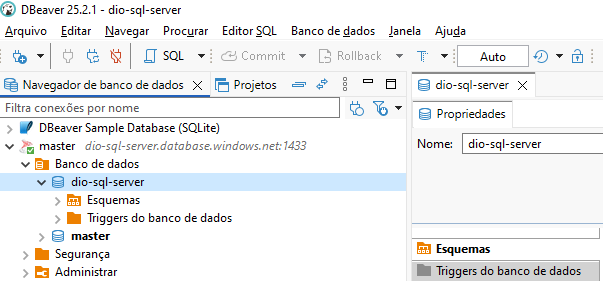 DBeaver 25.2.1 - dio-sql-server
Arquivo Editar Navegar Procurar Editor SQL Banco de dados Janela Ajuda
SQL Commit Rollback Auto
Navegador de banco de dados Projetos
Filtra conexões por nome
DBeaver Sample Database (SQLite)
master dio-sql-server.database.windows.net:1433
Banco de dados
dio-sql-server
Esquemas
Triggers do banco de dados
master
Segurança
Administrar
dio-sql-server
Propriedades
Nome: dio-sql-server
Esquemas
Triggers do banco de dados